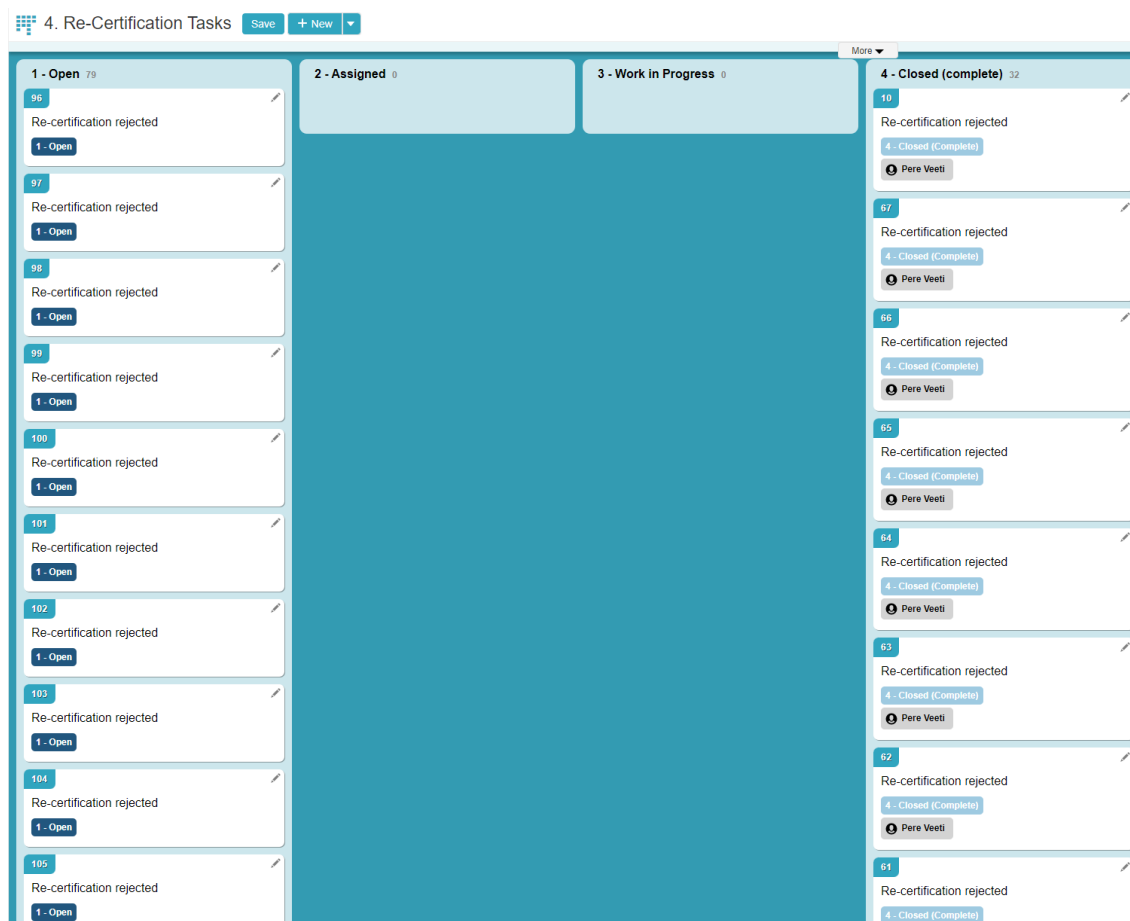 4. Re-Certification Tasks Save + New
More
1 - Open 79
96
Re-certification rejected
1 - Open
97
Re-certification rejected
1 - Open
98
Re-certification rejected
1 - Open
99
Re-certification rejected
1 - Open
100
Re-certification rejected
1 - Open
101
Re-certification rejected
1 - Open
102
Re-certification rejected
1 - Open
103
Re-certification rejected
1 - Open
104
Re-certification rejected
1 - Open
105
Re-certification rejected
1 - Open
2 - Assigned 0
3 - Work in Progress 0
4 - Closed (complete) 32
10
Re-certification rejected
4 - Closed (Complete)
Pere Veeti
67
Re-certification rejected
4 - Closed (Complete)
Pere Veeti
66
Re-certification rejected
4 - Closed (Complete)
Pere Veeti
65
Re-certification rejected
4 - Closed (Complete)
Pere Veeti
64
Re-certification rejected
4 - Closed (Complete)
Pere Veeti
63
Re-certification rejected
4 - Closed (Complete)
Pere Veeti
62
Re-certification rejected
4 - Closed (Complete)
Pere Veeti
61
Re-certification rejected
4 - Closed (Complete)